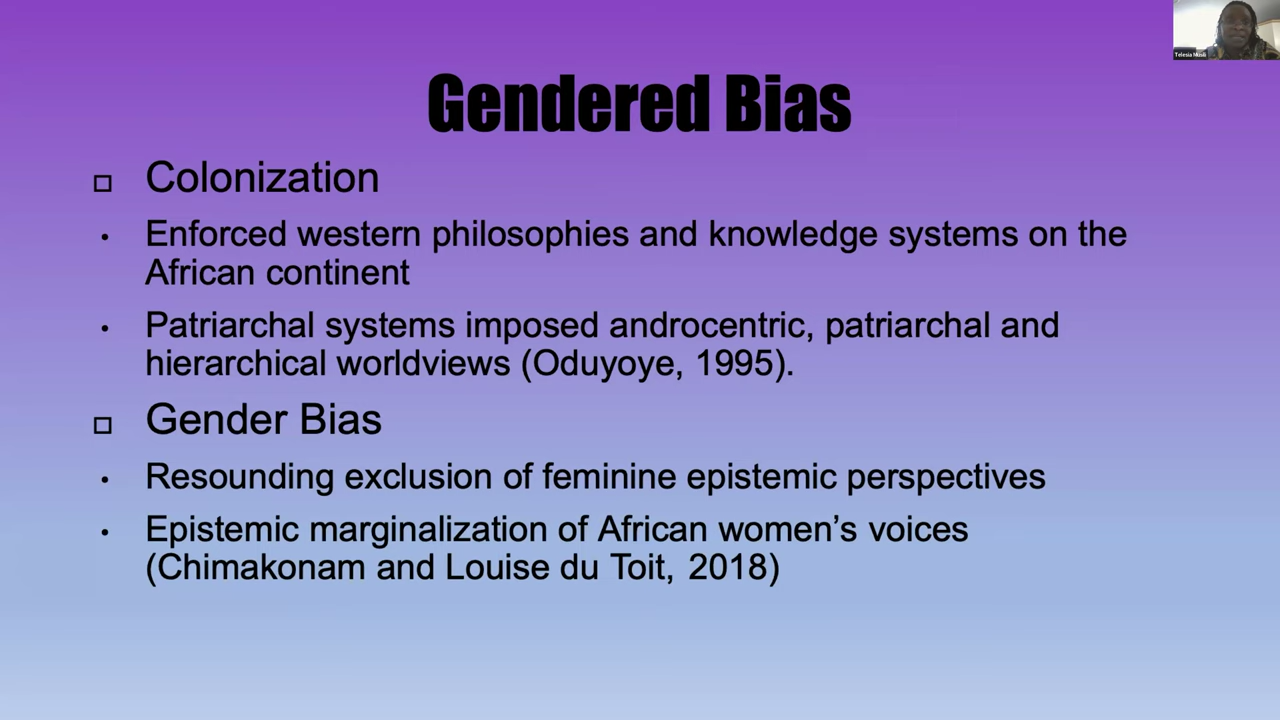 Telesia Musili
Gendered Bias
Colonization
Enforced western philosophies and knowledge systems on the
African continent
Patriarchal systems imposed androcentric, patriarchal and
hierarchical worldviews (Oduyoye, 1995).
Gender Bias
Resounding exclusion of feminine epistemic perspectives
Epistemic marginalization of African women’s voices
(Chimakonam and Louise du Toit, 2018)